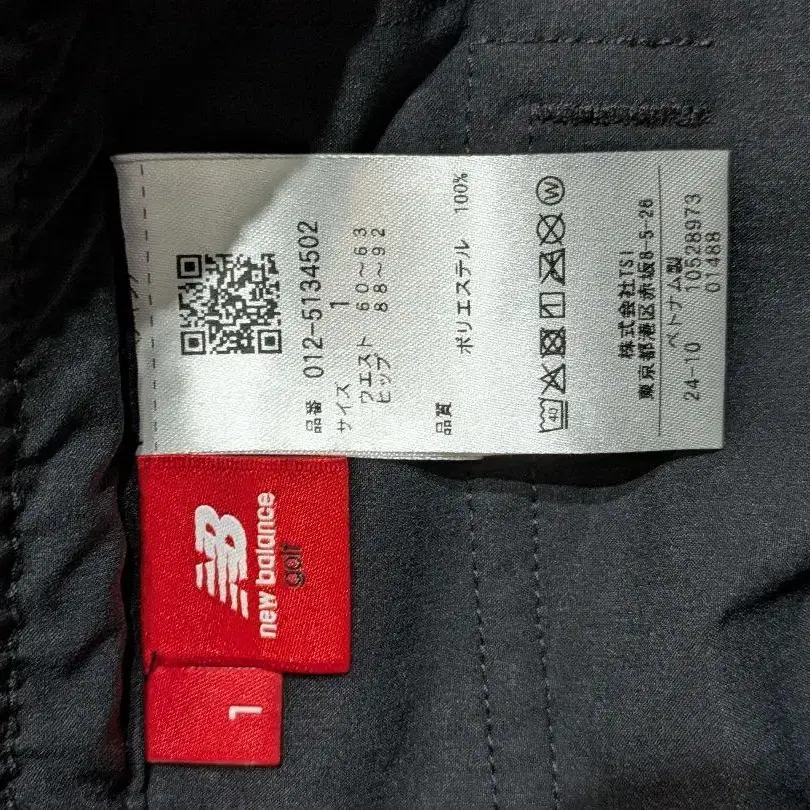 品番 012-5134502
サイズ 1
ウエスト 60~63
ヒップ 88~92
品質 ポリエステル 100%
40
W
株式会社TSI
東京都港区赤坂8-5-26
ベトナム製
24-10 10528973
01488
NB
new balance
golf
1